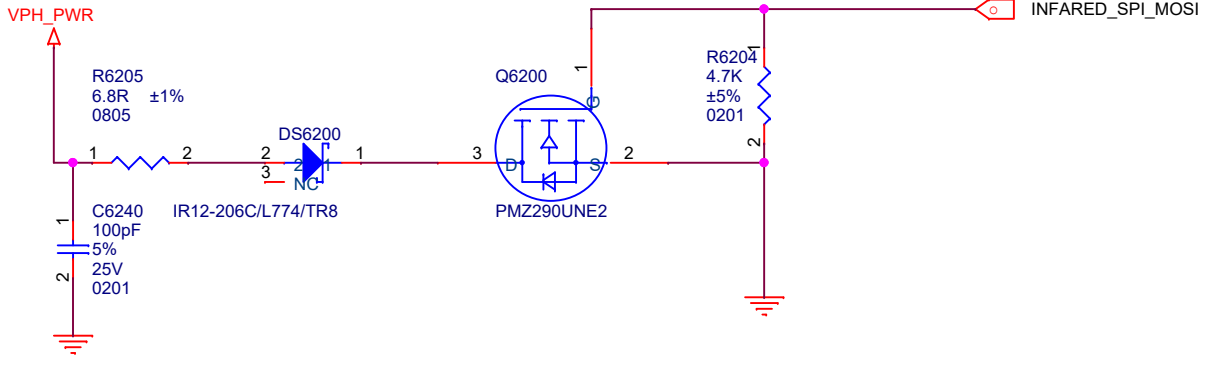 VPH_PWR
INFARED_SPI_MOSI
R6205
6.8R ±1%
0805
Q6200
1
G
R6204
4.7K
±5%
0201
1
2
DS6200
1
2
2
3
2
1
NC
1
3
D
S
2
IR12-206C/L774/TR8
PMZ290UNE2
C6240
100pF
5%
25V
0201
1
2